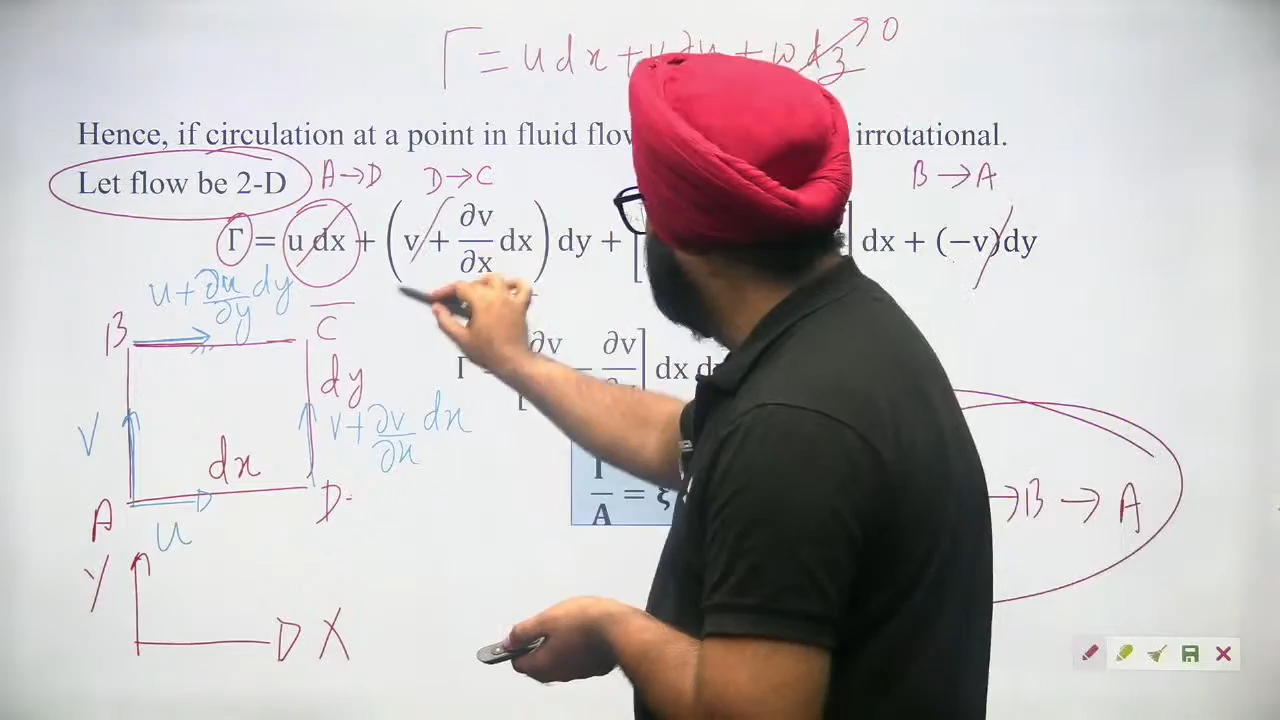 Γ = u dx + v ∂y + w dz → 0
Hence, if circulation at a point in fluid flow irrotational.
Let flow be 2-D A→D D→C B→A
Γ = u dx + (v + ∂v/∂x dx) dy + [ ] dx + (−v)dy
u + ∂u/∂y dy
B C
Γ ∂v − ∂v ] dx dy
dy
V v + ∂v/∂x dx
dx
A D
Γ/A = ξ →B → A
u
Y
X